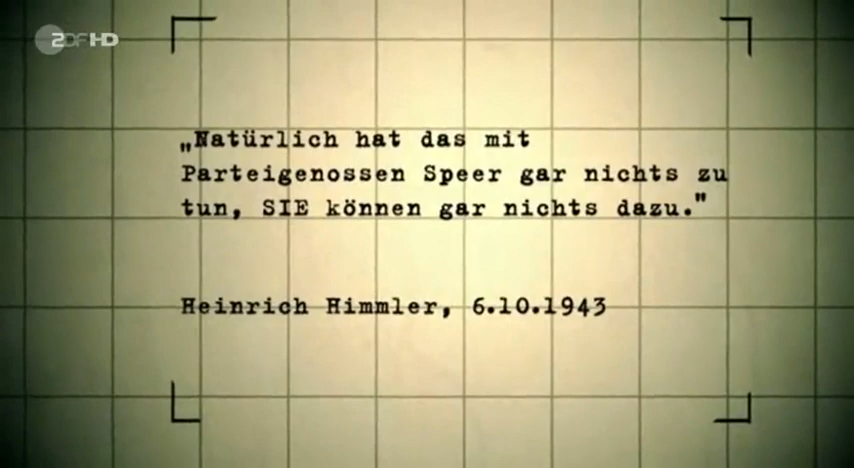 ZDF HD
„Natürlich hat das mit
Parteigenossen Speer gar nichts zu
tun, SIE können gar nichts dazu."
Heinrich Himmler, 6.10.1943